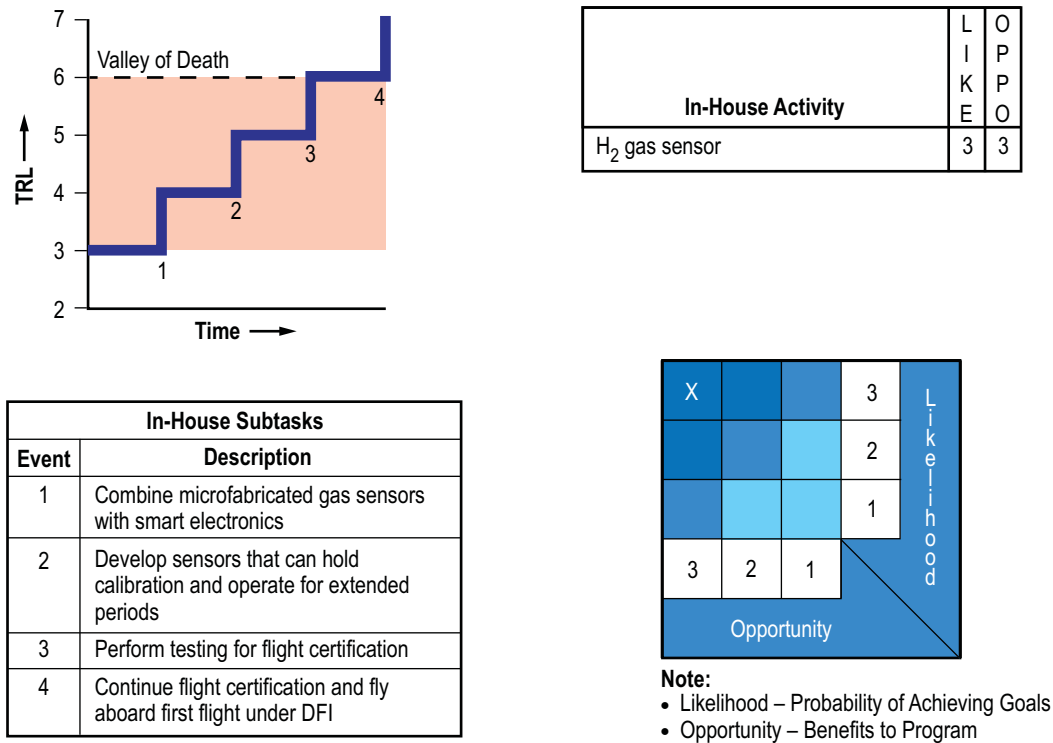 7
6
5
4
3
2
TRL
Valley of Death
1
2
3
4
Time
In-House Activity
LIKE
OPPO
H2 gas sensor
3
3
In-House Subtasks
Event Description
1 Combine microfabricated gas sensors
with smart electronics
2 Develop sensors that can hold
calibration and operate for extended
periods
3 Perform testing for flight certification
4 Continue flight certification and fly
aboard first flight under DFI
X
3
2
1
3 2 1
Likelihood
Opportunity
Note:
• Likelihood – Probability of Achieving Goals
• Opportunity – Benefits to Program